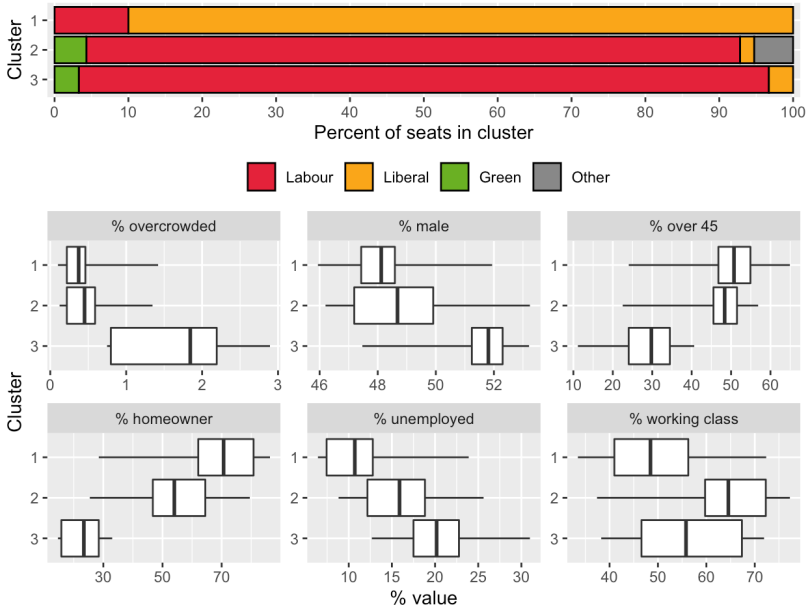 Cluster
1
2
3
0 10 20 30 40 50 60 70 80 90 100
Percent of seats in cluster
Labour Liberal Green Other
% overcrowded % male % over 45
1 1 1
2 2 2
3 3 3
0 1 2 3 46 48 50 52 10 20 30 40 50 60
Cluster
% homeowner % unemployed % working class
1 1 1
2 2 2
3 3 3
30 50 70 10 15 20 25 30 40 50 60 70
% value